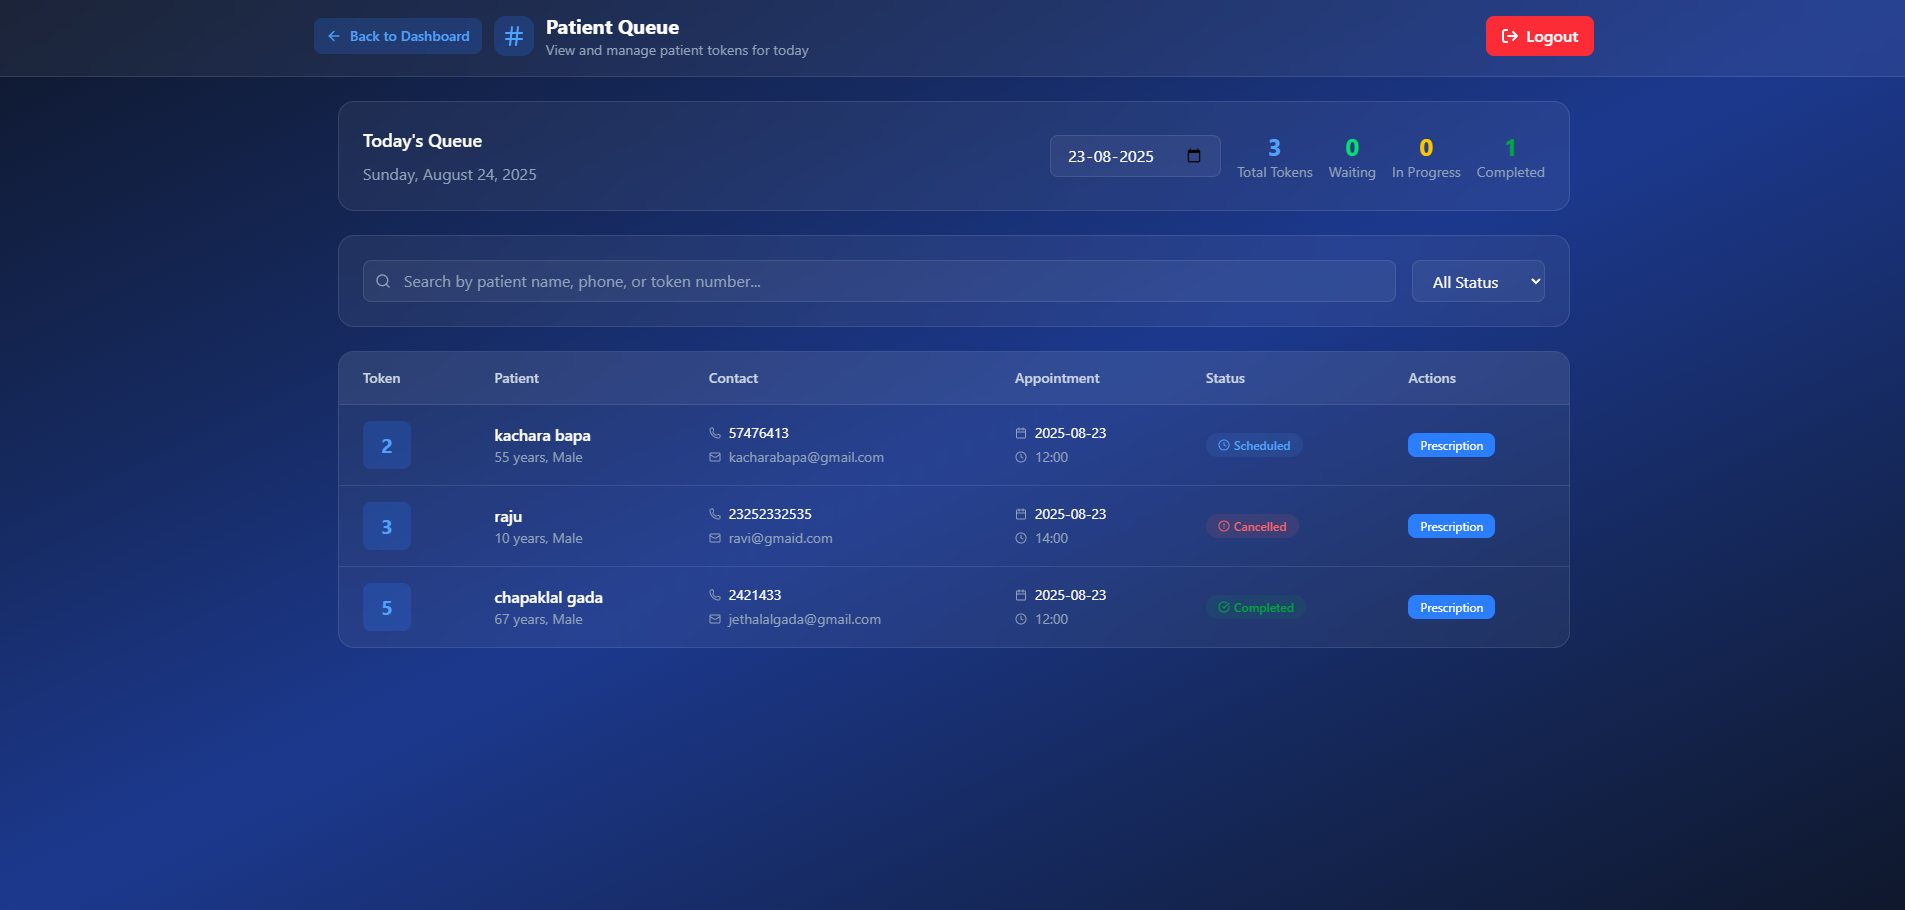 Back to Dashboard
Patient Queue
View and manage patient tokens for today
Logout
Today's Queue
Sunday, August 24, 2025
23-08-2025
3
Total Tokens
0
Waiting
0
In Progress
1
Completed
Search by patient name, phone, or token number...
All Status
Token Patient Contact Appointment Status Actions
2
kachara bapa
55 years, Male
57476413
kacharabapa@gmail.com
2025-08-23
12:00
Scheduled
Prescription
3
raju
10 years, Male
23252332535
ravi@gmaid.com
2025-08-23
14:00
Cancelled
Prescription
5
chapaklal gada
67 years, Male
2421433
jethalalgada@gmail.com
2025-08-23
12:00
Completed
Prescription